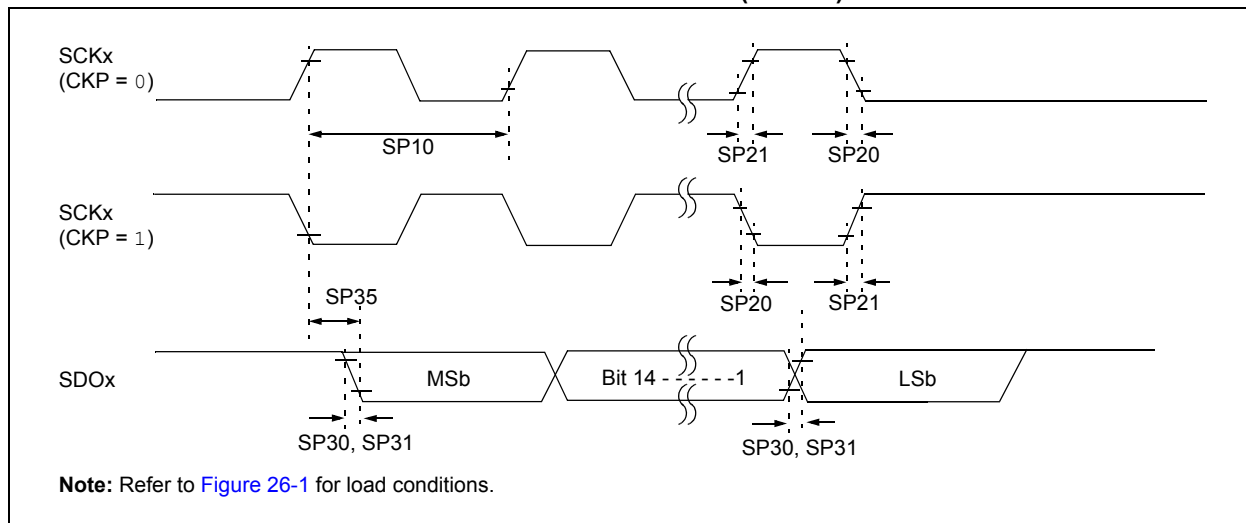 SCKx
(CKP = 0)
SP10
SP21
SP20
SCKx
(CKP = 1)
SP35
SP20
SP21
SDOx
MSb
Bit 14 - - - - - -1
LSb
SP30, SP31
SP30, SP31
Note: Refer to Figure 26-1 for load conditions.